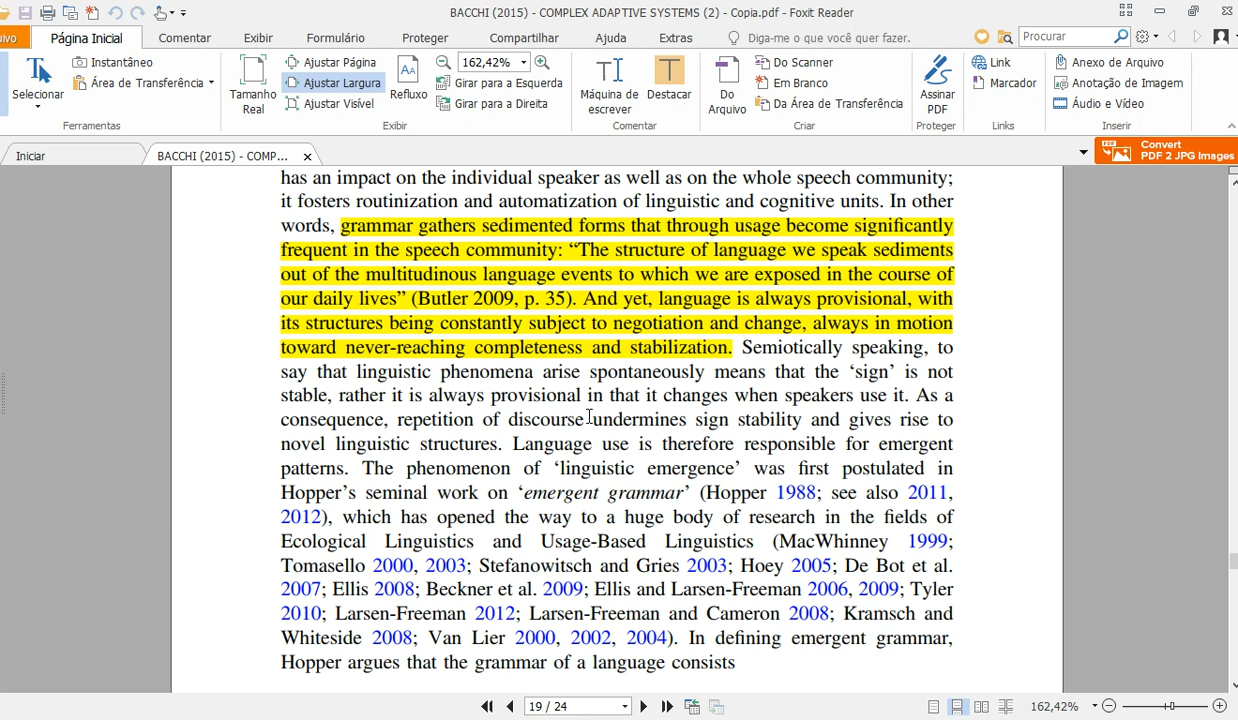 BACCHI (2015) - COMPLEX ADAPTIVE SYSTEMS (2) - Copia.pdf - Foxit Reader
ivo Página Inicial Comentar Exibir Formulário Proteger Compartilhar Ajuda Extras Diga-me o que você quer fazer. Procurar
Selecionar
Instantâneo
Área de Transferência
Ferramentas
Tamanho
Real
Ajustar Página
Ajustar Largura
Ajustar Visível
Refluxo
162,42%
Girar para a Esquerda
Girar para a Direita
Exibir
Máquina de
escrever
Destacar
Comentar
Do
Arquivo
Do Scanner
Em Branco
Da Área de Transferência
Criar
Assinar
PDF
Proteger
Link
Marcador
Links
Anexo de Arquivo
Anotação de Imagem
Áudio e Vídeo
Inserir
Iniciar
BACCHI (2015) - COMP...
PDF
Convert
PDF 2 JPG Images
has an impact on the individual speaker as well as on the whole speech community;
it fosters routinization and automatization of linguistic and cognitive units. In other
words, grammar gathers sedimented forms that through usage become significantly
frequent in the speech community: “The structure of language we speak sediments
out of the multitudinous language events to which we are exposed in the course of
our daily lives” (Butler 2009, p. 35). And yet, language is always provisional, with
its structures being constantly subject to negotiation and change, always in motion
toward never-reaching completeness and stabilization. Semiotically speaking, to
say that linguistic phenomena arise spontaneously means that the ‘sign’ is not
stable, rather it is always provisional in that it changes when speakers use it. As a
consequence, repetition of discourse undermines sign stability and gives rise to
novel linguistic structures. Language use is therefore responsible for emergent
patterns. The phenomenon of ‘linguistic emergence’ was first postulated in
Hopper’s seminal work on ‘emergent grammar’ (Hopper 1988; see also 2011,
2012), which has opened the way to a huge body of research in the fields of
Ecological Linguistics and Usage-Based Linguistics (MacWhinney 1999;
Tomasello 2000, 2003; Stefanowitsch and Gries 2003; Hoey 2005; De Bot et al.
2007; Ellis 2008; Beckner et al. 2009; Ellis and Larsen-Freeman 2006, 2009; Tyler
2010; Larsen-Freeman 2012; Larsen-Freeman and Cameron 2008; Kramsch and
Whiteside 2008; Van Lier 2000, 2002, 2004). In defining emergent grammar,
Hopper argues that the grammar of a language consists
19 / 24
162,42%